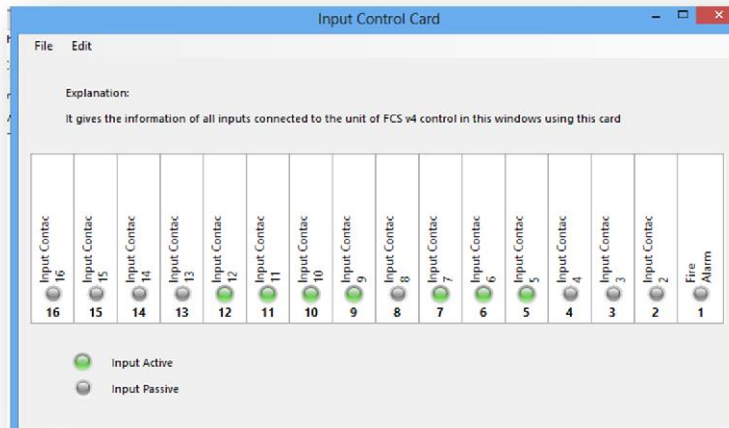 Input Control Card
File Edit
Explanation:
It gives the information of all inputs connected to the unit of FCS v4 control in this windows using this card
Input Contac 16
Input Contac 15
Input Contac 14
Input Contac 13
Input Contac 12
Input Contac 11
Input Contac 10
Input Contac 9
Input Contac 8
Input Contac 7
Input Contac 6
Input Contac 5
Input Contac 4
Input Contac 3
Input Contac 2
Fire Alarm
16 15 14 13 12 11 10 9 8 7 6 5 4 3 2 1
Input Active
Input Passive